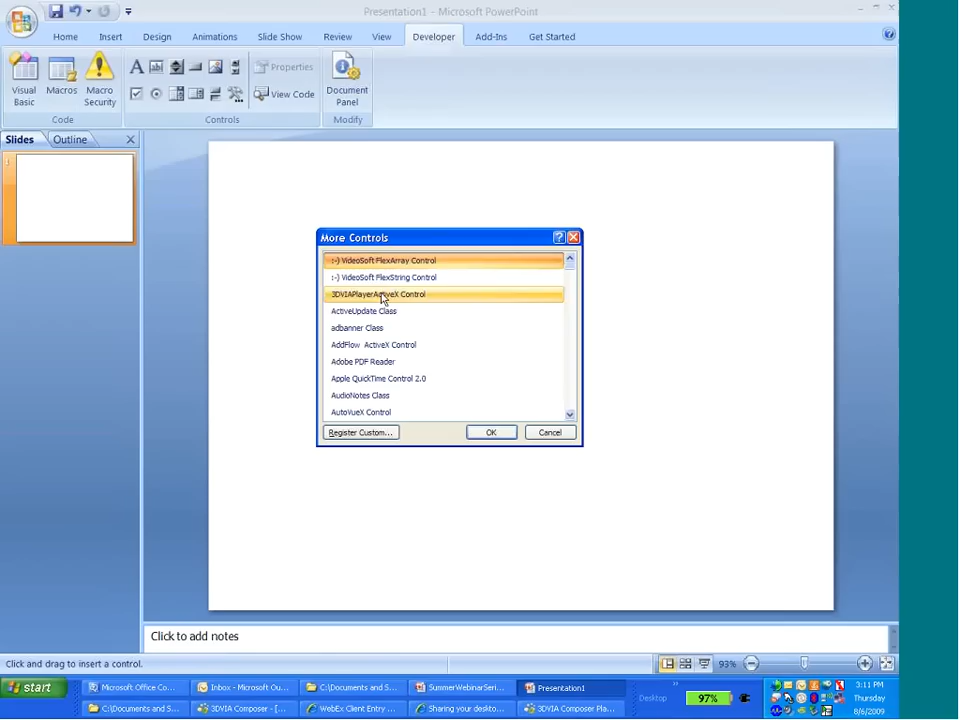 Presentation1 - Microsoft PowerPoint
Home Insert Design Animations Slide Show Review View Developer Add-Ins Get Started
Visual Basic
Macros
Macro Security
Code
Properties
View Code
Controls
Document Panel
Modify
Slides Outline
1
More Controls
:-) VideoSoft FlexArray Control
:-) VideoSoft FlexString Control
3DVIAPlayerActiveX Control
ActiveUpdate Class
adbanner Class
AddFlow ActiveX Control
Adobe PDF Reader
Apple QuickTime Control 2.0
AudioNotes Class
AutoVueX Control
Register Custom... OK Cancel
Click to add notes
Click and drag to insert a control.
93%
start
Microsoft Office Co...
Inbox - Microsoft Ou...
C:\Documents and S...
SummerWebinarSeri...
Presentation1
C:\Documents and S...
3DVIA Composer - [...
WebEx Client Entry ...
Sharing your deskto...
3DVIA Composer Pla...
Desktop
97%
3:11 PM
Thursday
8/6/2009